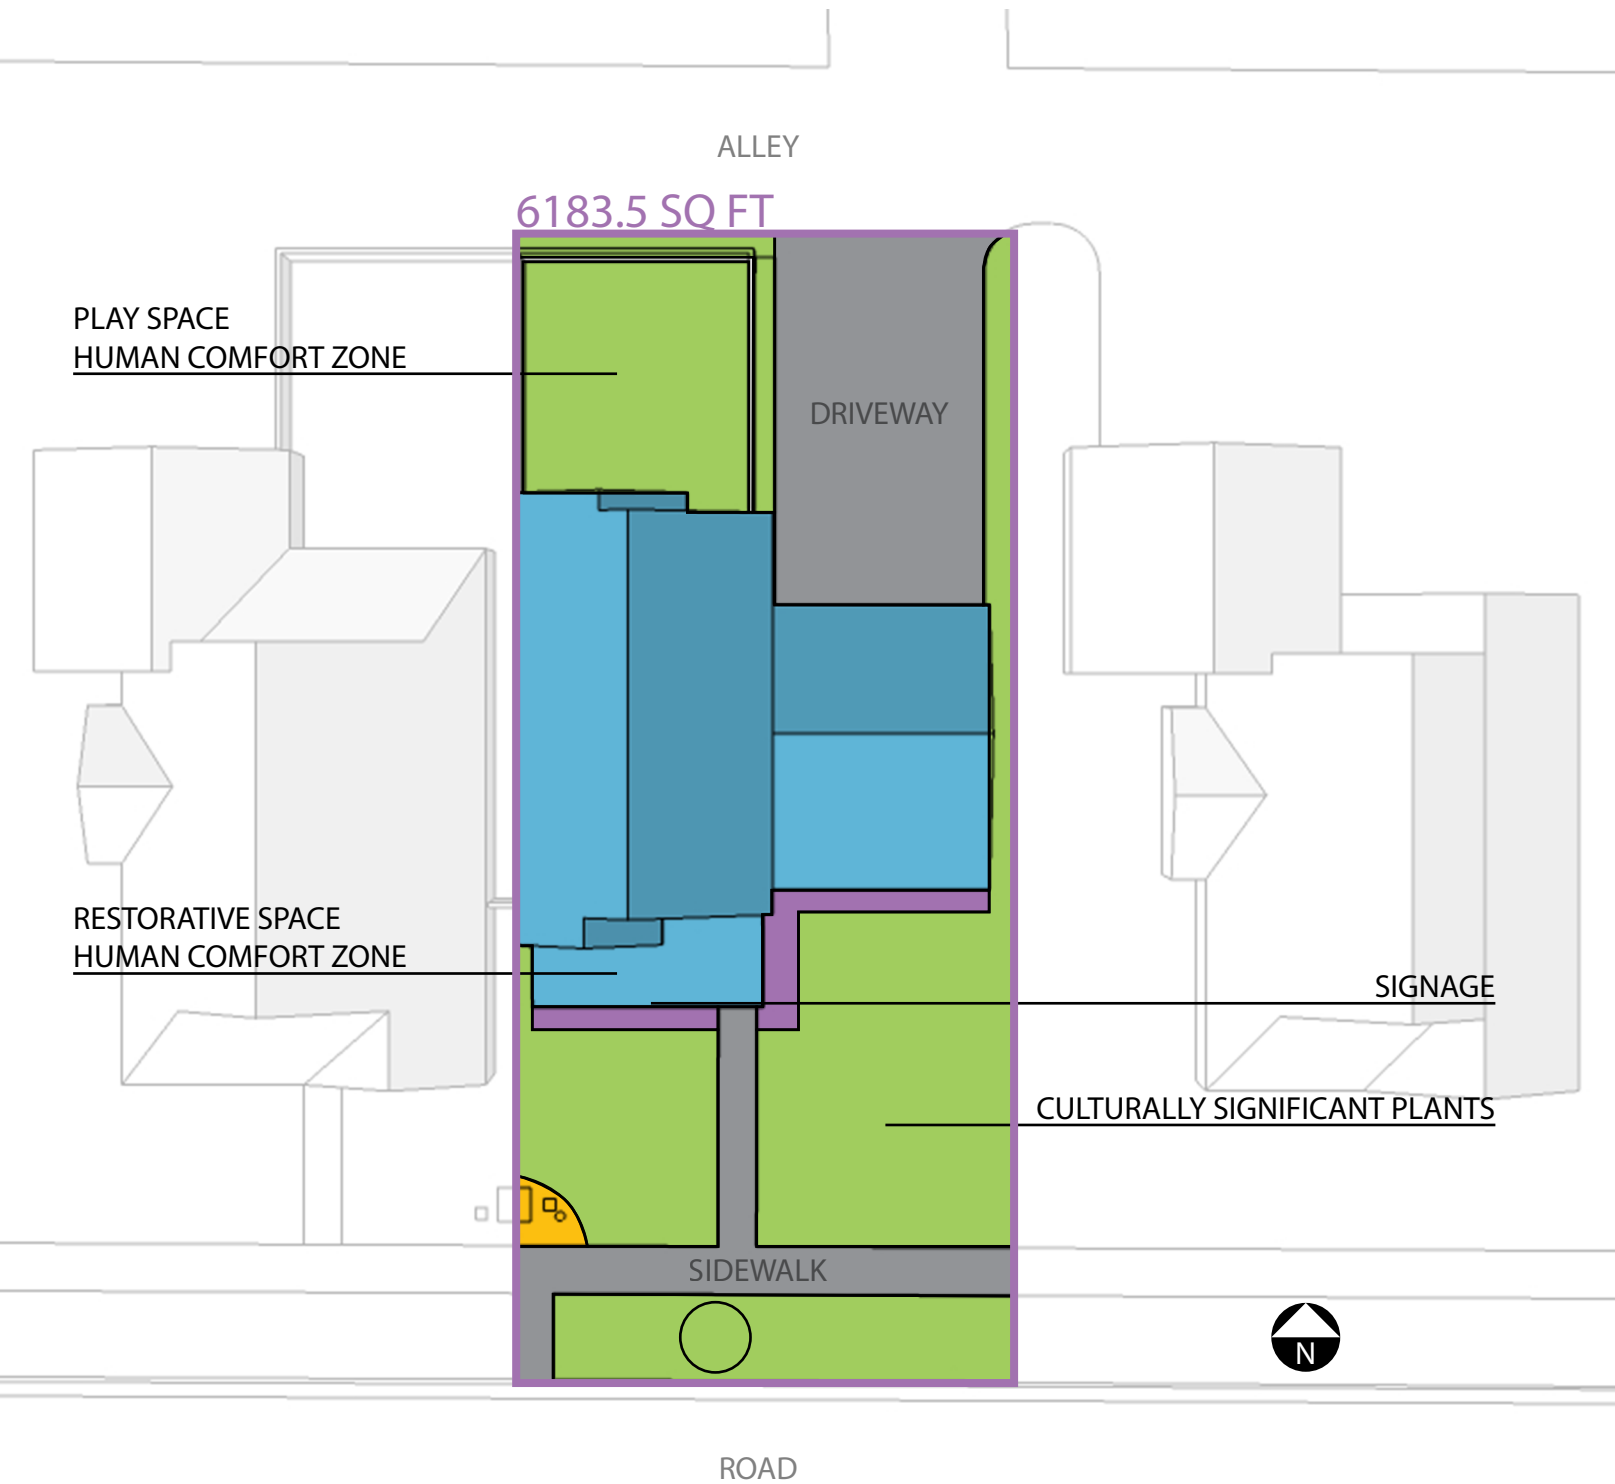 ALLEY
6183.5 SQ FT
PLAY SPACE
HUMAN COMFORT ZONE
DRIVEWAY
RESTORATIVE SPACE
HUMAN COMFORT ZONE
SIGNAGE
CULTURALLY SIGNIFICANT PLANTS
SIDEWALK
N
ROAD